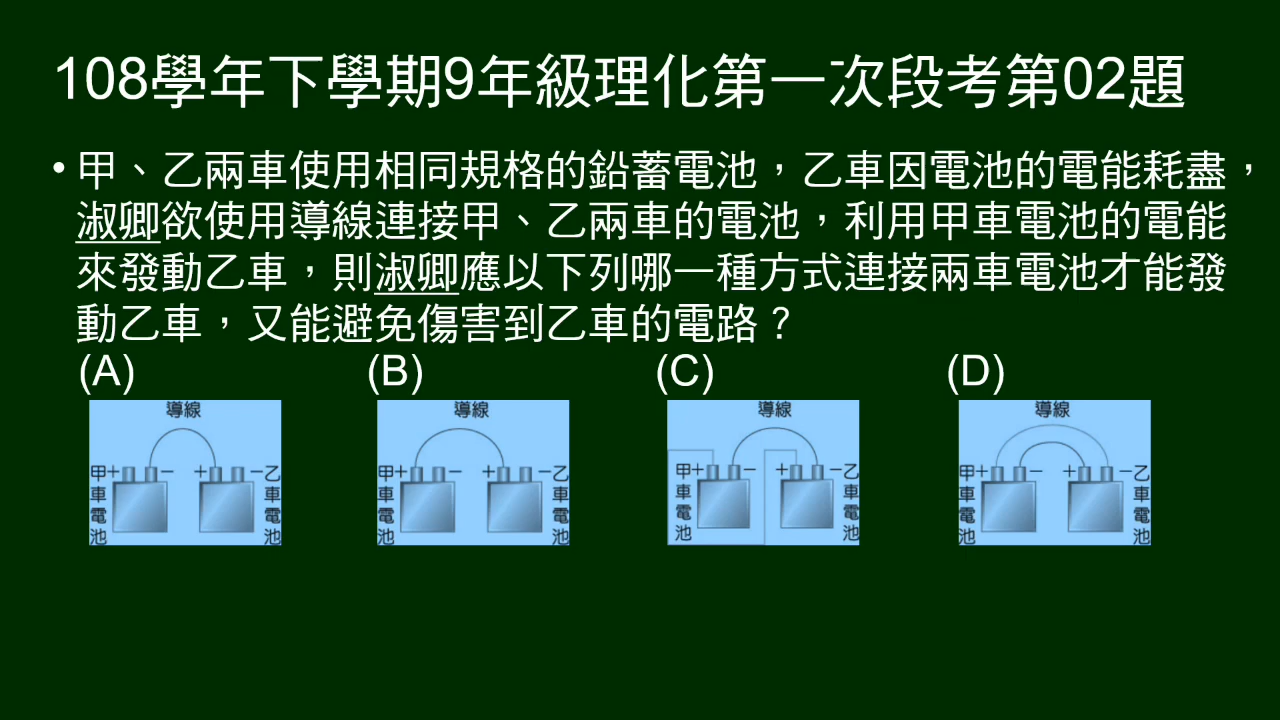 108學年下學期9年級理化第一次段考第02題
• 甲、乙兩車使用相同規格的鉛蓄電池，乙車因電池的電能耗盡，
淑卿欲使用導線連接甲、乙兩車的電池，利用甲車電池的電能
來發動乙車，則淑卿應以下列哪一種方式連接兩車電池才能發
動乙車，又能避免傷害到乙車的電路？
(A) (B) (C) (D)
導線 導線 導線 導線
甲車電池 + − + − 乙車電池
甲車電池 + − + − 乙車電池
甲車電池 + − + − 乙車電池
甲車電池 + − + − 乙車電池